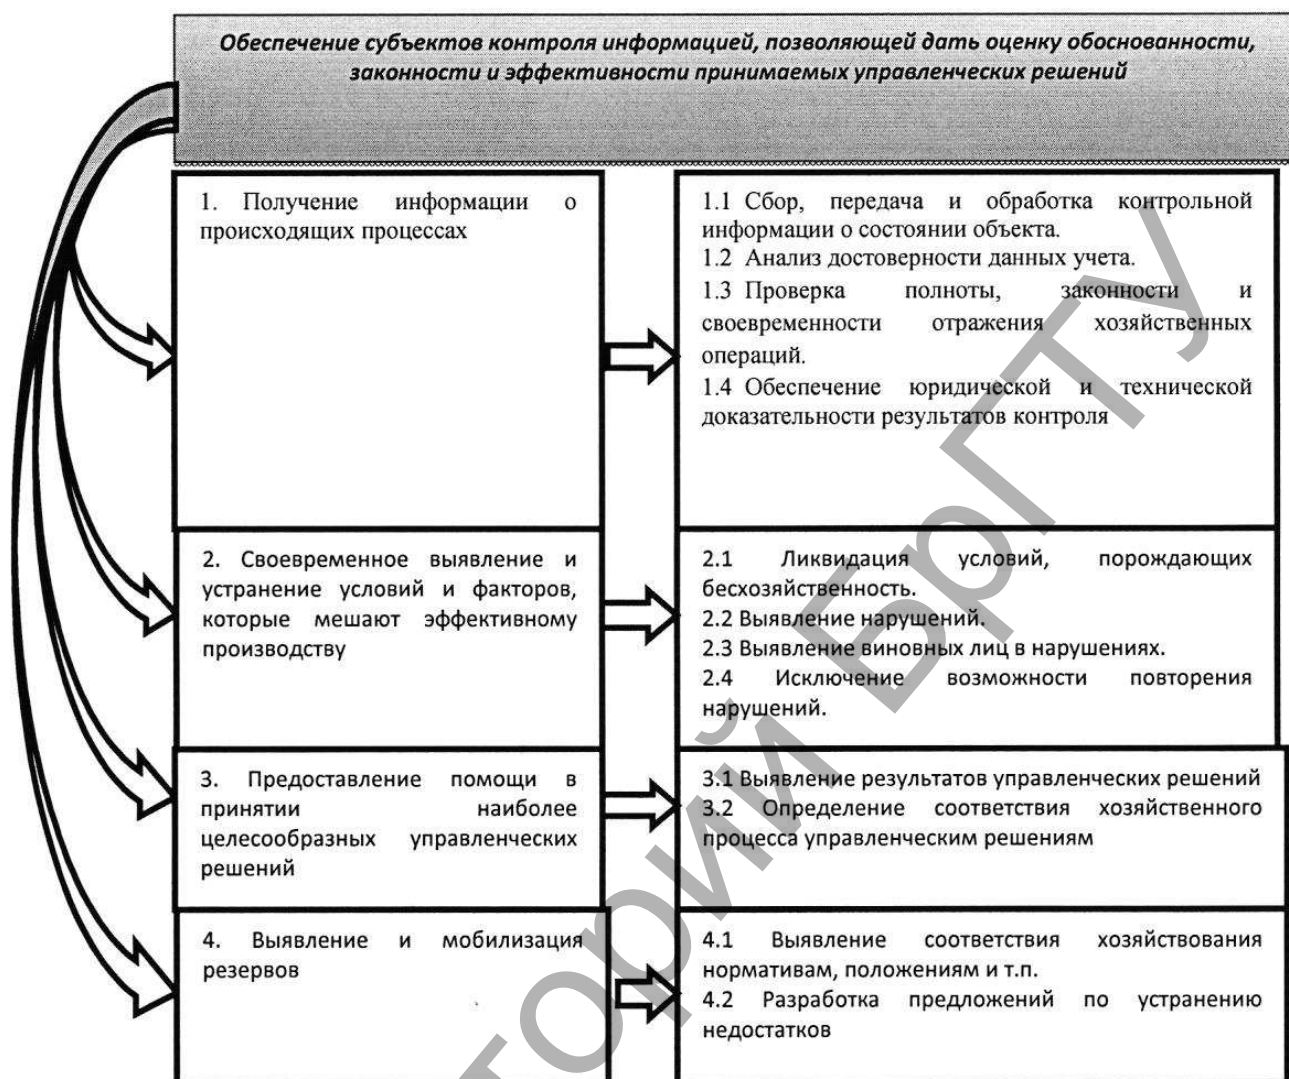 Обеспечение субъектов контроля информацией, позволяющей дать оценку обоснованности,
законности и эффективности принимаемых управленческих решений
1. Получение информации о
происходящих процессах
1.1 Сбор, передача и обработка контрольной
информации о состоянии объекта.
1.2 Анализ достоверности данных учета.
1.3 Проверка полноты, законности и
своевременности отражения хозяйственных
операций.
1.4 Обеспечение юридической и технической
доказательности результатов контроля
2. Своевременное выявление и
устранение условий и факторов,
которые мешают эффективному
производству
2.1 Ликвидация условий, порождающих
бесхозяйственность.
2.2 Выявление нарушений.
2.3 Выявление виновных лиц в нарушениях.
2.4 Исключение возможности повторения
нарушений.
3. Предоставление помощи в
принятии наиболее
целесообразных управленческих
решений
3.1 Выявление результатов управленческих решений
3.2 Определение соответствия хозяйственного
процесса управленческим решениям
4. Выявление и мобилизация
резервов
4.1 Выявление соответствия хозяйствования
нормативам, положениям и т.п.
4.2 Разработка предложений по устранению
недостатков
БрГТУ